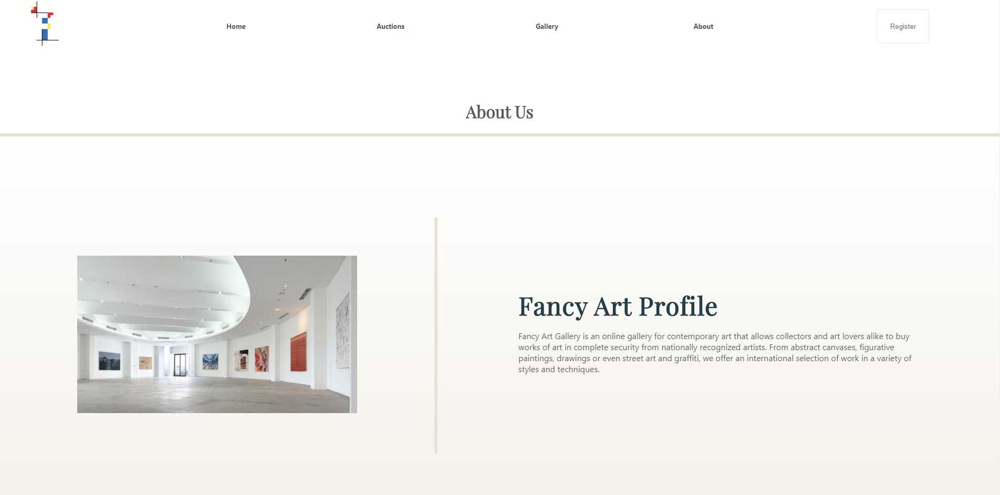 Home
Auctions
Gallery
About
Register
About Us
Fancy Art Profile
Fancy Art Gallery is an online gallery for contemporary art that allows collectors and art lovers alike to buy
works of art in complete security from nationally recognized artists. From abstract canvases, figurative
paintings, drawings or even street art and graffiti, we offer an international selection of work in a variety of
styles and techniques.